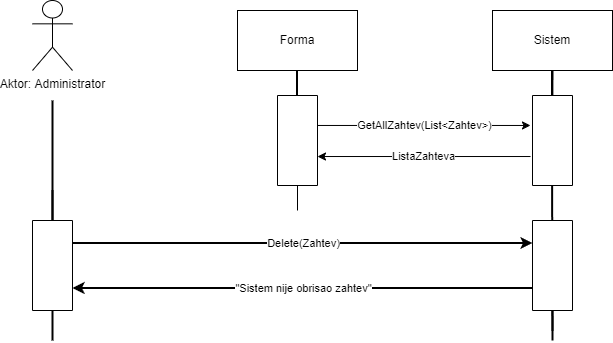 Forma
Sistem
Aktor: Administrator
GetAllZahtev(List<Zahtev>)
ListaZahteva
Delete(Zahtev)
"Sistem nije obrisao zahtev"